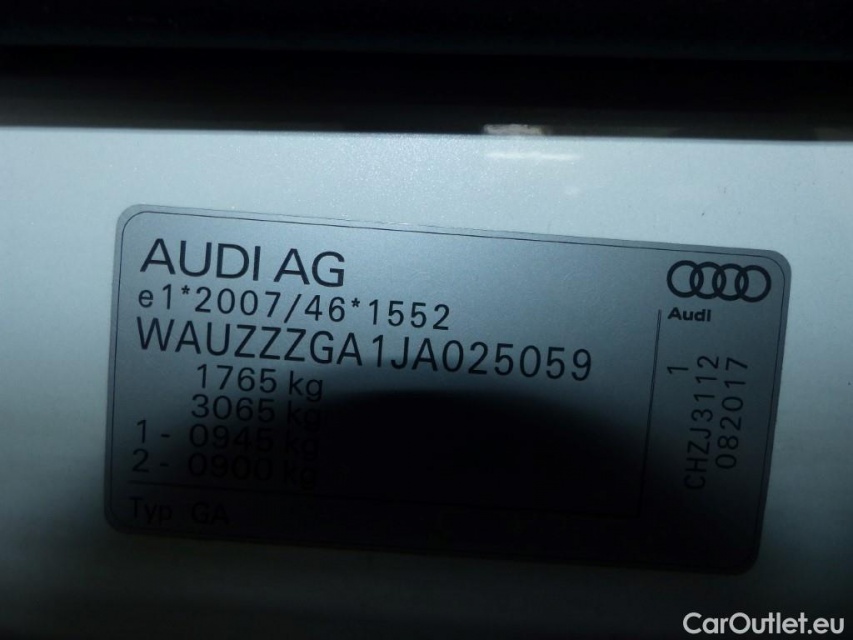 AUDI AG
e1*2007/46*1552
WAUZZZGA1JA025059
1765 kg
3065 kg
1 - 0945 kg
2 - 0900 kg
Typ GA
Audi
1
CHZJ3112
082017
CarOutlet.eu